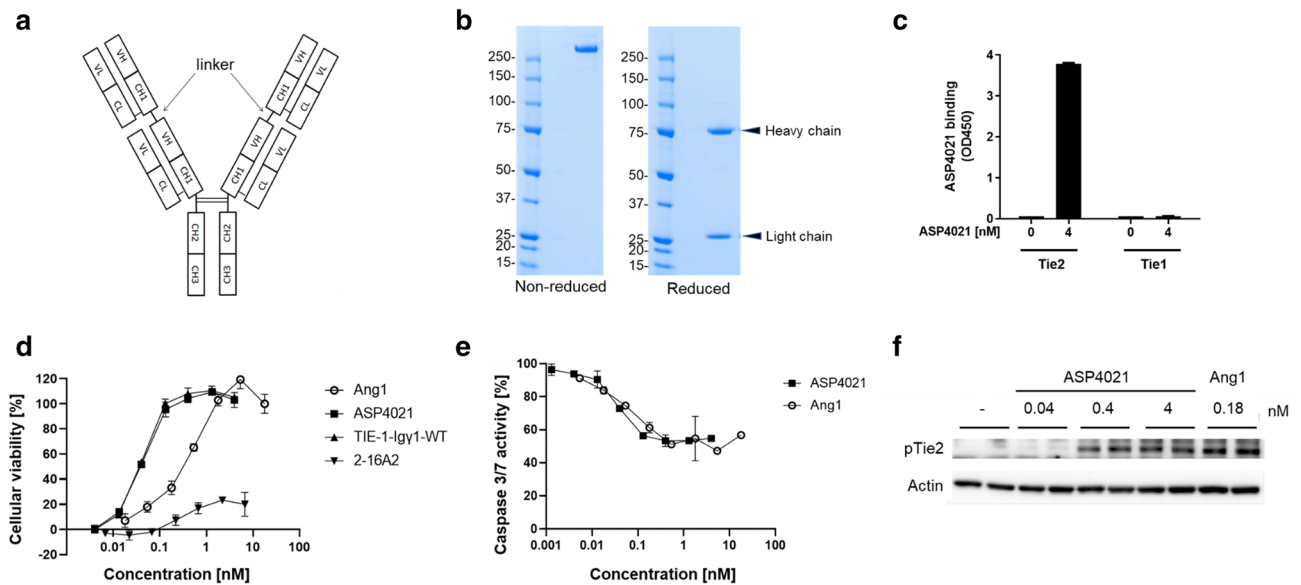 a
linker
VL
CL
VH
CH1
VL
CL
VH
CH1
CH1
VH
CL
VL
CH1
VH
CL
VL
CH2
CH3
CH2
CH3
b
250-
150-
100-
75-
50-
37-
25-
20-
15-
Non-reduced
250-
150-
100-
75-
50-
37-
25-
20-
15-
Heavy chain
Light chain
Reduced
c
ASP4021 binding
(OD450)
4
3
2
1
0
ASP4021 [nM] 0 4 0 4
Tie2 Tie1
d
Cellular viability [%]
120
100
80
60
40
20
0
-20
0.01 0.1 1 10 100
Concentration [nM]
Ang1
ASP4021
TIE-1-Igγ1-WT
2-16A2
e
Caspase 3/7 activity [%]
100
80
60
40
20
0
0.001 0.01 0.1 1 10 100
Concentration [nM]
ASP4021
Ang1
f
ASP4021 Ang1
- 0.04 0.4 4 0.18 nM
pTie2
Actin